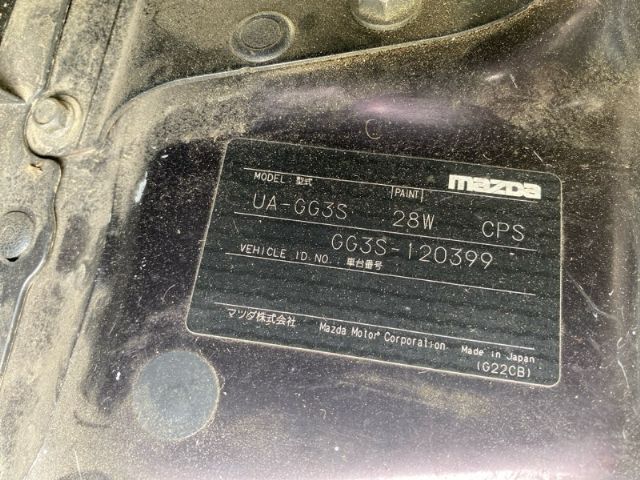 mazda
MODEL. 型式 PAINT
UA-GG3S 28W CPS
GG3S-120399
VEHICLE ID.NO. 車台番号
マツダ株式会社 Mazda Motor Corporation Made in Japan
(G22CB)